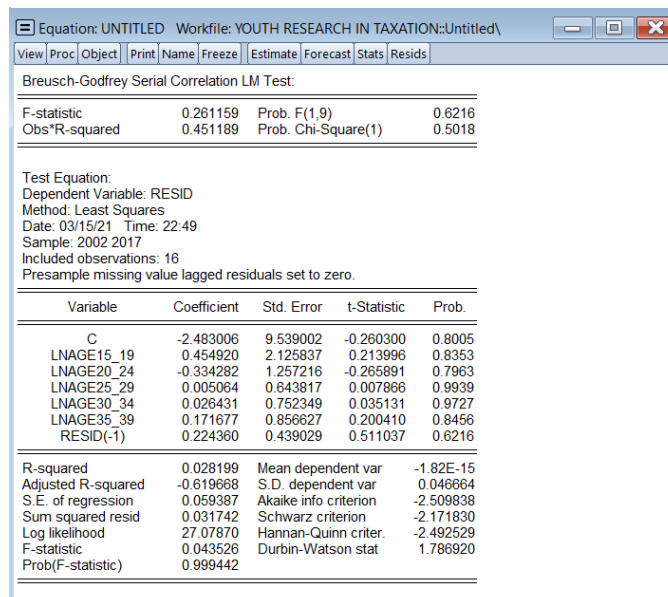 Equation: UNTITLED Workfile: YOUTH RESEARCH IN TAXATION::Untitled\
View Proc Object Print Name Freeze Estimate Forecast Stats Resids
Breusch-Godfrey Serial Correlation LM Test:
F-statistic 0.261159 Prob. F(1,9) 0.6216
Obs*R-squared 0.451189 Prob. Chi-Square(1) 0.5018
Test Equation:
Dependent Variable: RESID
Method: Least Squares
Date: 03/15/21 Time: 22:49
Sample: 2002 2017
Included observations: 16
Presample missing value lagged residuals set to zero.
Variable Coefficient Std. Error t-Statistic Prob.
C -2.483006 9.539002 -0.260300 0.8005
LNAGE15_19 0.454920 2.125837 0.213996 0.8353
LNAGE20_24 -0.334282 1.257216 -0.265891 0.7963
LNAGE25_29 0.005064 0.643817 0.007866 0.9939
LNAGE30_34 0.026431 0.752349 0.035131 0.9727
LNAGE35_39 0.171677 0.856627 0.200410 0.8456
RESID(-1) 0.224360 0.439029 0.511037 0.6216
R-squared 0.028199 Mean dependent var -1.82E-15
Adjusted R-squared -0.619668 S.D. dependent var 0.046664
S.E. of regression 0.059387 Akaike info criterion -2.509838
Sum squared resid 0.031742 Schwarz criterion -2.171830
Log likelihood 27.07870 Hannan-Quinn criter. -2.492529
F-statistic 0.043526 Durbin-Watson stat 1.786920
Prob(F-statistic) 0.999442